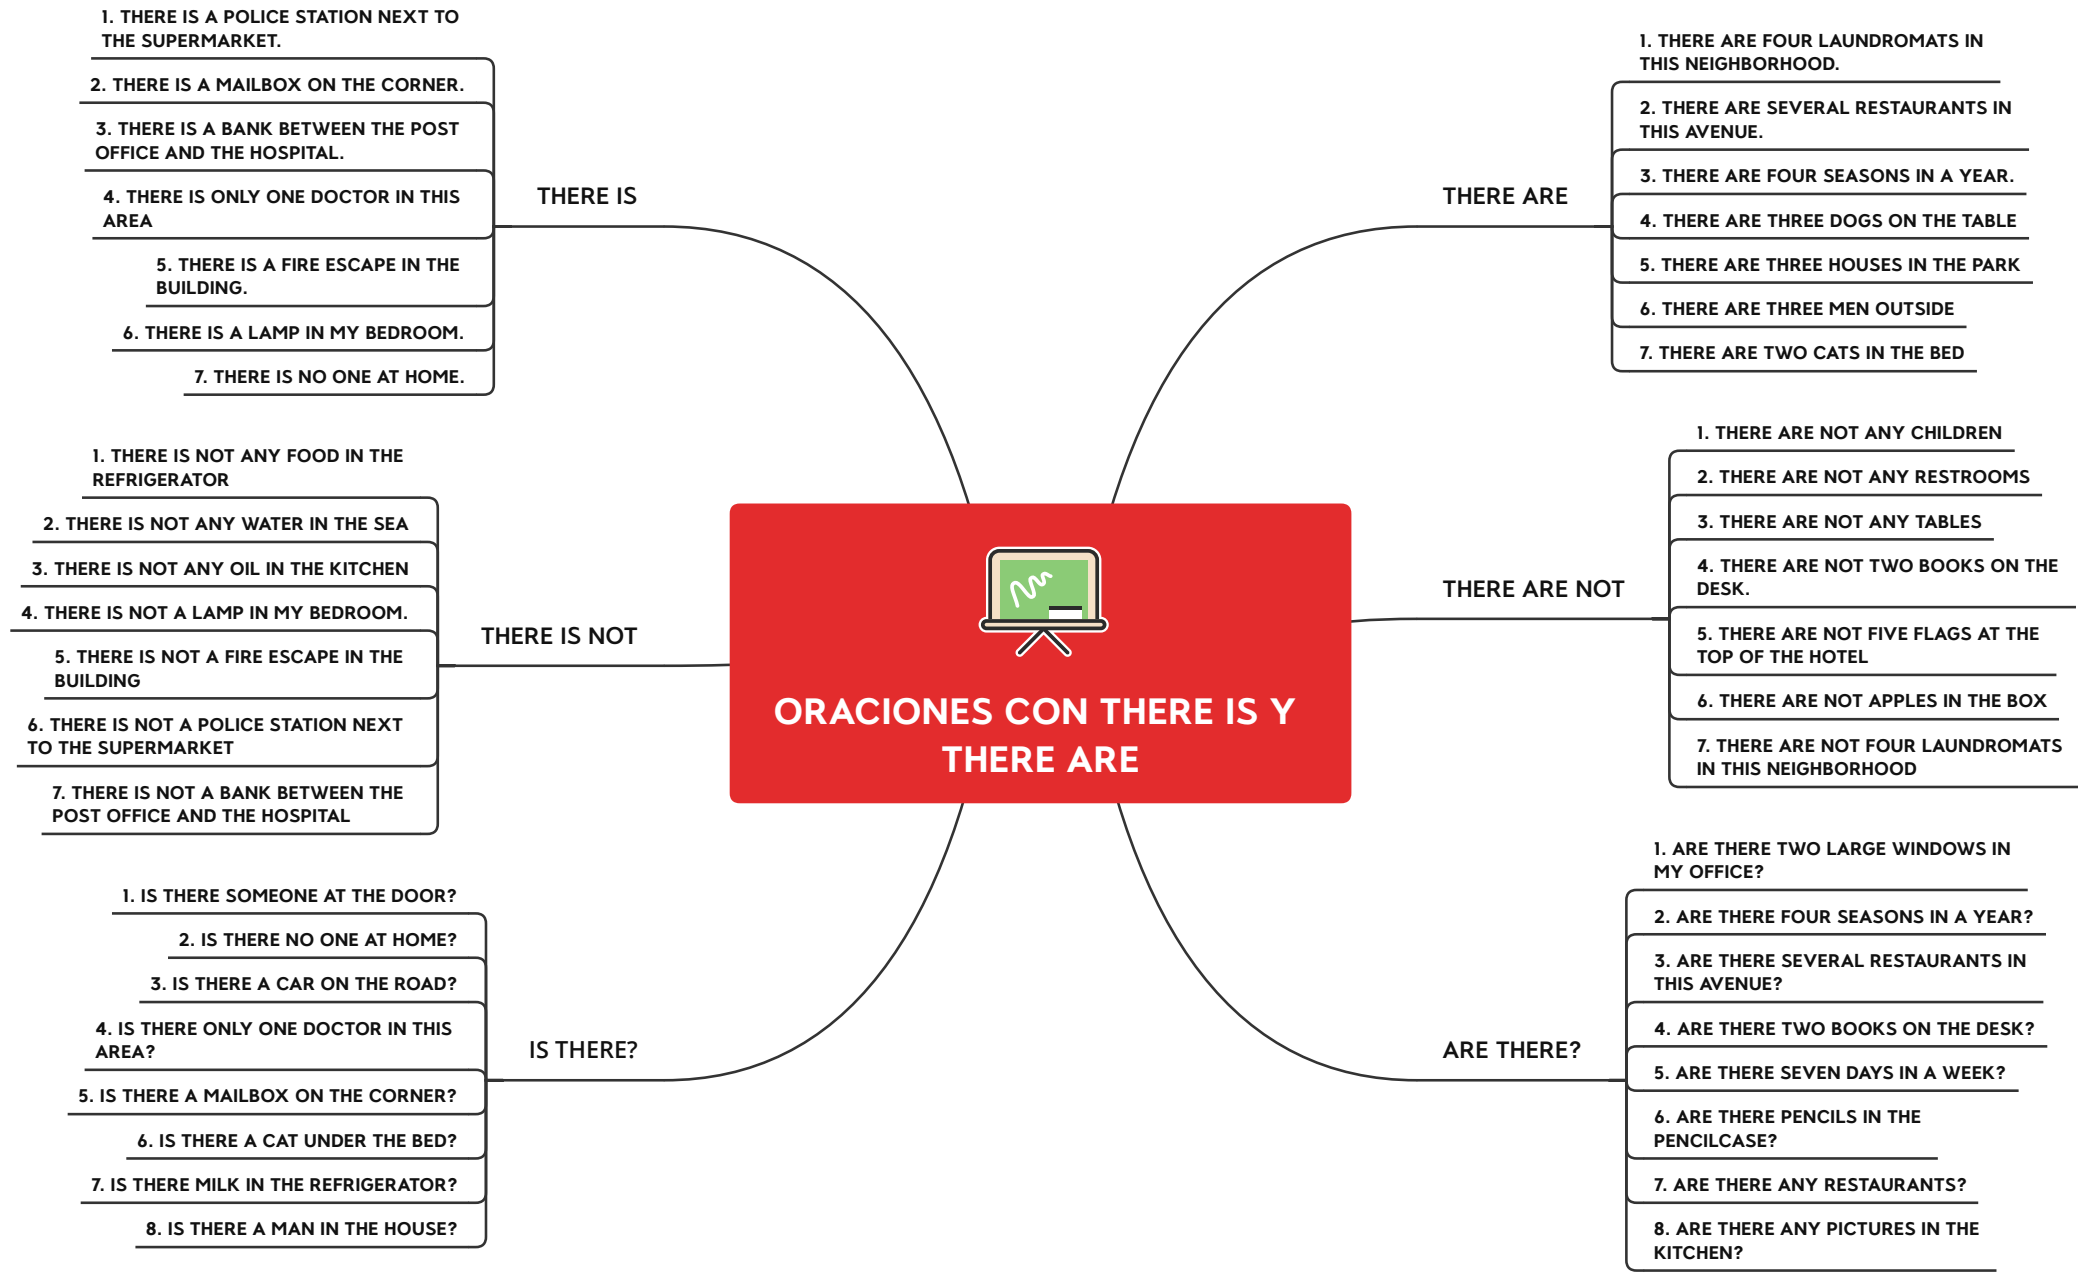 ORACIONES CON THERE IS Y
THERE ARE
THERE IS
1. THERE IS A POLICE STATION NEXT TO
THE SUPERMARKET.
2. THERE IS A MAILBOX ON THE CORNER.
3. THERE IS A BANK BETWEEN THE POST
OFFICE AND THE HOSPITAL.
4. THERE IS ONLY ONE DOCTOR IN THIS
AREA
5. THERE IS A FIRE ESCAPE IN THE
BUILDING.
6. THERE IS A LAMP IN MY BEDROOM.
7. THERE IS NO ONE AT HOME.
THERE IS NOT
1. THERE IS NOT ANY FOOD IN THE
REFRIGERATOR
2. THERE IS NOT ANY WATER IN THE SEA
3. THERE IS NOT ANY OIL IN THE KITCHEN
4. THERE IS NOT A LAMP IN MY BEDROOM.
5. THERE IS NOT A FIRE ESCAPE IN THE
BUILDING
6. THERE IS NOT A POLICE STATION NEXT
TO THE SUPERMARKET
7. THERE IS NOT A BANK BETWEEN THE
POST OFFICE AND THE HOSPITAL
IS THERE?
1. IS THERE SOMEONE AT THE DOOR?
2. IS THERE NO ONE AT HOME?
3. IS THERE A CAR ON THE ROAD?
4. IS THERE ONLY ONE DOCTOR IN THIS
AREA?
5. IS THERE A MAILBOX ON THE CORNER?
6. IS THERE A CAT UNDER THE BED?
7. IS THERE MILK IN THE REFRIGERATOR?
8. IS THERE A MAN IN THE HOUSE?
THERE ARE
1. THERE ARE FOUR LAUNDROMATS IN
THIS NEIGHBORHOOD.
2. THERE ARE SEVERAL RESTAURANTS IN
THIS AVENUE.
3. THERE ARE FOUR SEASONS IN A YEAR.
4. THERE ARE THREE DOGS ON THE TABLE
5. THERE ARE THREE HOUSES IN THE PARK
6. THERE ARE THREE MEN OUTSIDE
7. THERE ARE TWO CATS IN THE BED
THERE ARE NOT
1. THERE ARE NOT ANY CHILDREN
2. THERE ARE NOT ANY RESTROOMS
3. THERE ARE NOT ANY TABLES
4. THERE ARE NOT TWO BOOKS ON THE
DESK.
5. THERE ARE NOT FIVE FLAGS AT THE
TOP OF THE HOTEL
6. THERE ARE NOT APPLES IN THE BOX
7. THERE ARE NOT FOUR LAUNDROMATS
IN THIS NEIGHBORHOOD
ARE THERE?
1. ARE THERE TWO LARGE WINDOWS IN
MY OFFICE?
2. ARE THERE FOUR SEASONS IN A YEAR?
3. ARE THERE SEVERAL RESTAURANTS IN
THIS AVENUE?
4. ARE THERE TWO BOOKS ON THE DESK?
5. ARE THERE SEVEN DAYS IN A WEEK?
6. ARE THERE PENCILS IN THE
PENCILCASE?
7. ARE THERE ANY RESTAURANTS?
8. ARE THERE ANY PICTURES IN THE
KITCHEN?